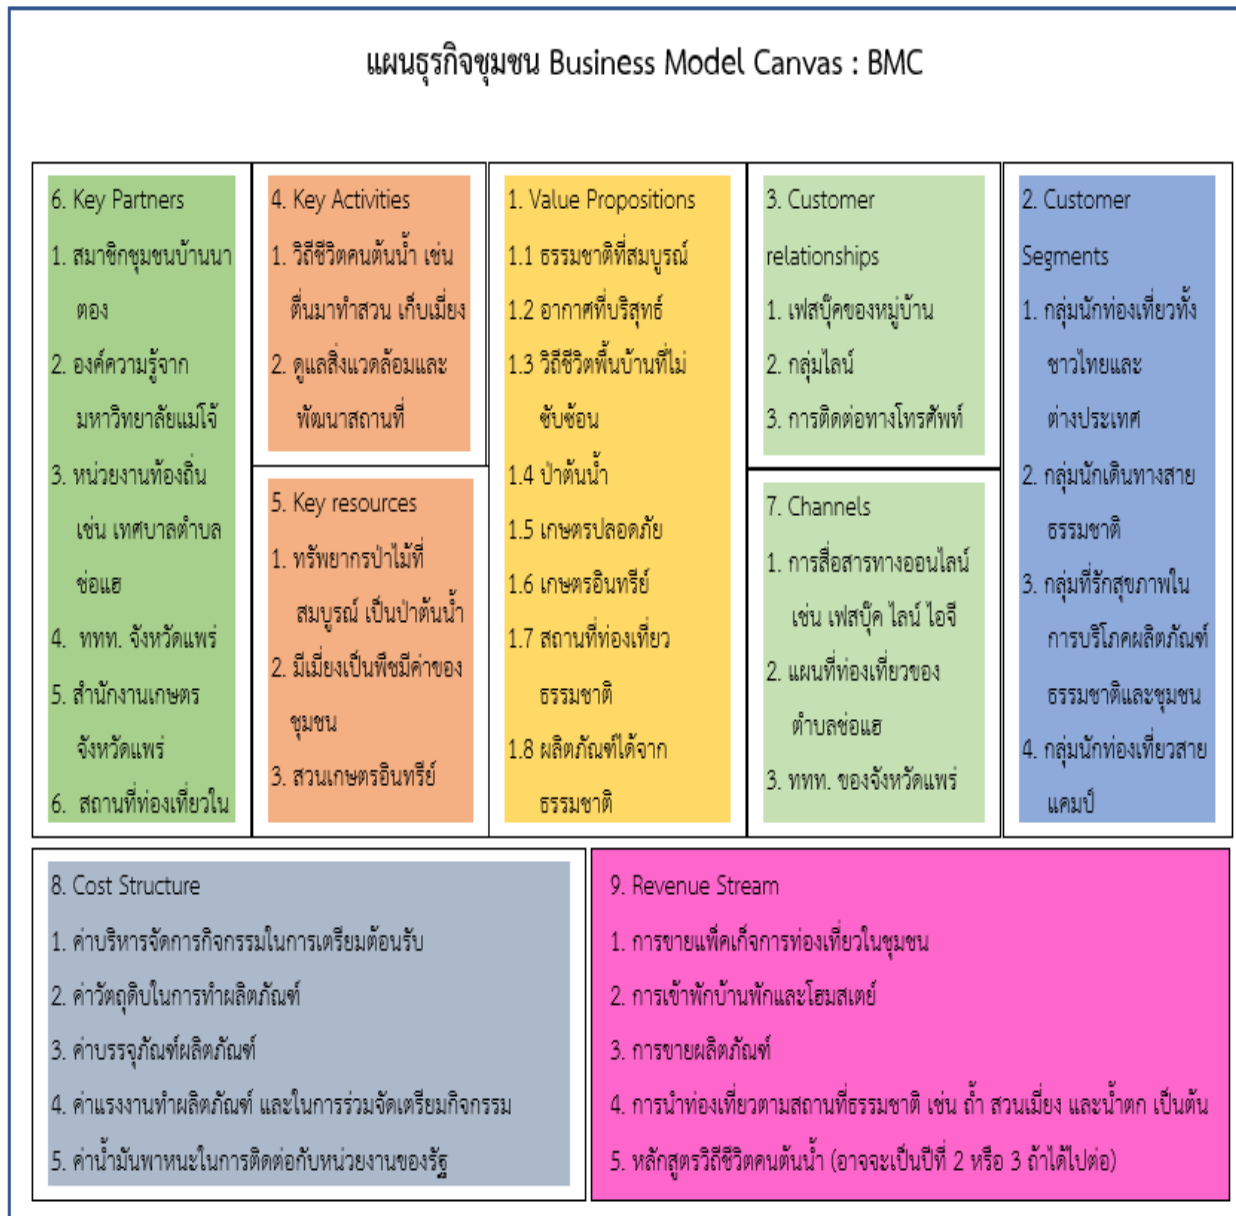 แผนธุรกิจชุมชน Business Model Canvas : BMC
6. Key Partners
1. สมาชิกชุมชนบ้านนา
ตอง
2. องค์ความรู้จาก
มหาวิทยาลัยแม่โจ้
3. หน่วยงานท้องถิ่น
เช่น เทศบาลตำบล
ช่อแฮ
4. ททท. จังหวัดแพร่
5. สำนักงานเกษตร
จังหวัดแพร่
6. สถานที่ท่องเที่ยวใน
4. Key Activities
1. วิถีชีวิตคนต้นน้ำ เช่น
ตื่นมาทำสวน เก็บเมี่ยง
2. ดูแลสิ่งแวดล้อมและ
พัฒนาสถานที่
5. Key resources
1. ทรัพยากรป่าไม้ที่
สมบูรณ์ เป็นป่าต้นน้ำ
2. มีเมี่ยงเป็นพืชมีค่าของ
ชุมชน
3. สวนเกษตรอินทรีย์
1. Value Propositions
1.1 ธรรมชาติที่สมบูรณ์
1.2 อากาศที่บริสุทธ์
1.3 วิถีชีวิตพื้นบ้านที่ไม่
ซับซ้อน
1.4 ป่าต้นน้ำ
1.5 เกษตรปลอดภัย
1.6 เกษตรอินทรีย์
1.7 สถานที่ท่องเที่ยว
ธรรมชาติ
1.8 ผลิตภัณฑ์ได้จาก
ธรรมชาติ
3. Customer
relationships
1. เฟสบุ๊คของหมู่บ้าน
2. กลุ่มไลน์
3. การติดต่อทางโทรศัพท์
7. Channels
1. การสื่อสารทางออนไลน์
เช่น เฟสบุ๊ค ไลน์ ไอจี
2. แผนที่ท่องเที่ยวของ
ตำบลช่อแฮ
3. ททท. ของจังหวัดแพร่
2. Customer
Segments
1. กลุ่มนักท่องเที่ยวทั้ง
ชาวไทยและ
ต่างประเทศ
2. กลุ่มนักเดินทางสาย
ธรรมชาติ
3. กลุ่มที่รักสุขภาพใน
การบริโภคผลิตภัณฑ์
ธรรมชาติและชุมชน
4. กลุ่มนักท่องเที่ยวสาย
แคมป์
8. Cost Structure
1. ค่าบริหารจัดการกิจกรรมในการเตรียมต้อนรับ
2. ค่าวัตถุดิบในการทำผลิตภัณฑ์
3. ค่าบรรจุภัณฑ์ผลิตภัณฑ์
4. ค่าแรงงานทำผลิตภัณฑ์ และในการร่วมจัดเตรียมกิจกรรม
5. ค่าน้ำมันพาหนะในการติดต่อกับหน่วยงานของรัฐ
9. Revenue Stream
1. การขายแพ็คเก็จการท่องเที่ยวในชุมชน
2. การเข้าพักบ้านพักและโฮมสเตย์
3. การขายผลิตภัณฑ์
4. การนำท่องเที่ยวตามสถานที่ธรรมชาติ เช่น ถ้ำ สวนเมี่ยง และน้ำตก เป็นต้น
5. หลักสูตรวิถีชีวิตคนต้นน้ำ (อาจจะเป็นปีที่ 2 หรือ 3 ถ้าได้ไปต่อ)